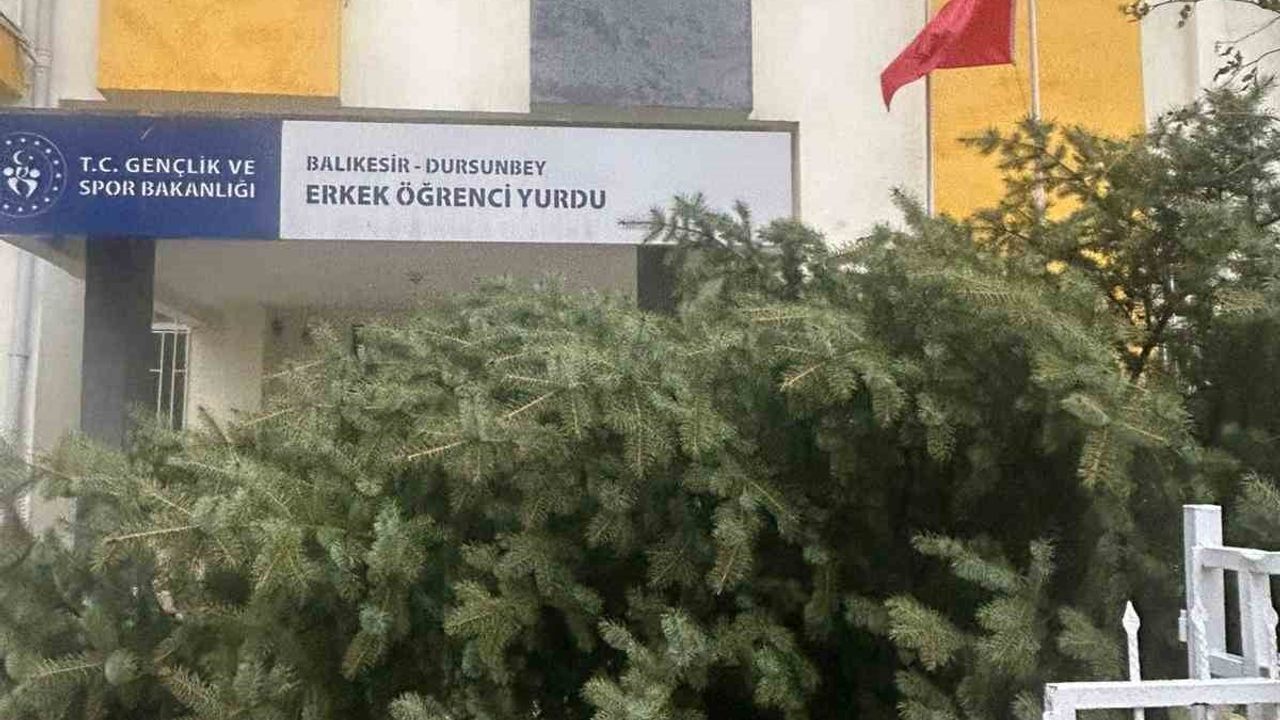 T.C. GENÇLİK VE
SPOR BAKANLIĞI
BALIKESİR - DURSUNBEY
ERKEK ÖĞRENCİ YURDU